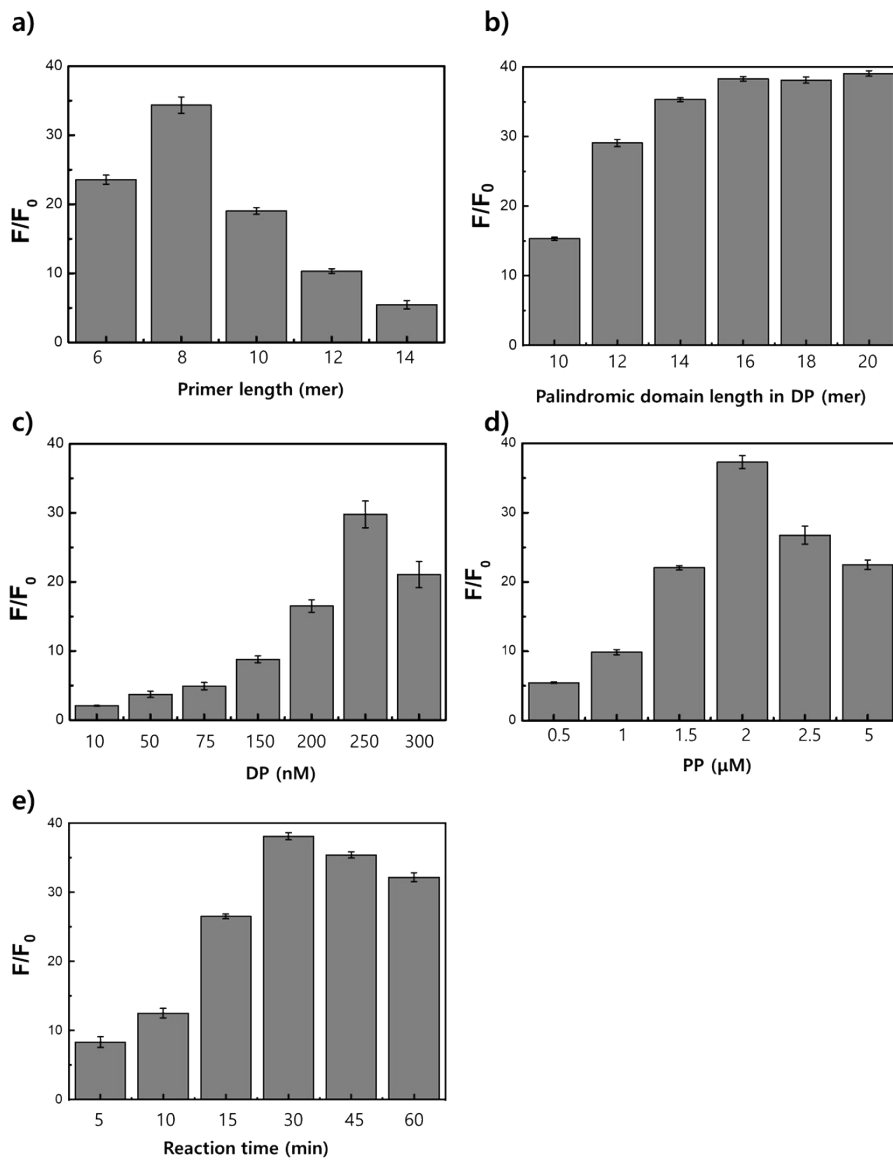 a)
40
30
20
10
0
F/F0
6 8 10 12 14
Primer length (mer)
b)
40
30
20
10
0
F/F0
10 12 14 16 18 20
Palindromic domain length in DP (mer)
c)
40
30
20
10
0
F/F0
10 50 75 150 200 250 300
DP (nM)
d)
40
30
20
10
0
F/F0
0.5 1 1.5 2 2.5 5
PP (μM)
e)
40
30
20
10
0
F/F0
5 10 15 30 45 60
Reaction time (min)